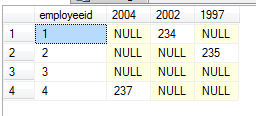 employeeid 2004 2002 1997
1 1 NULL 234 NULL
2 2 NULL NULL 235
3 3 NULL NULL NULL
4 4 237 NULL NULL